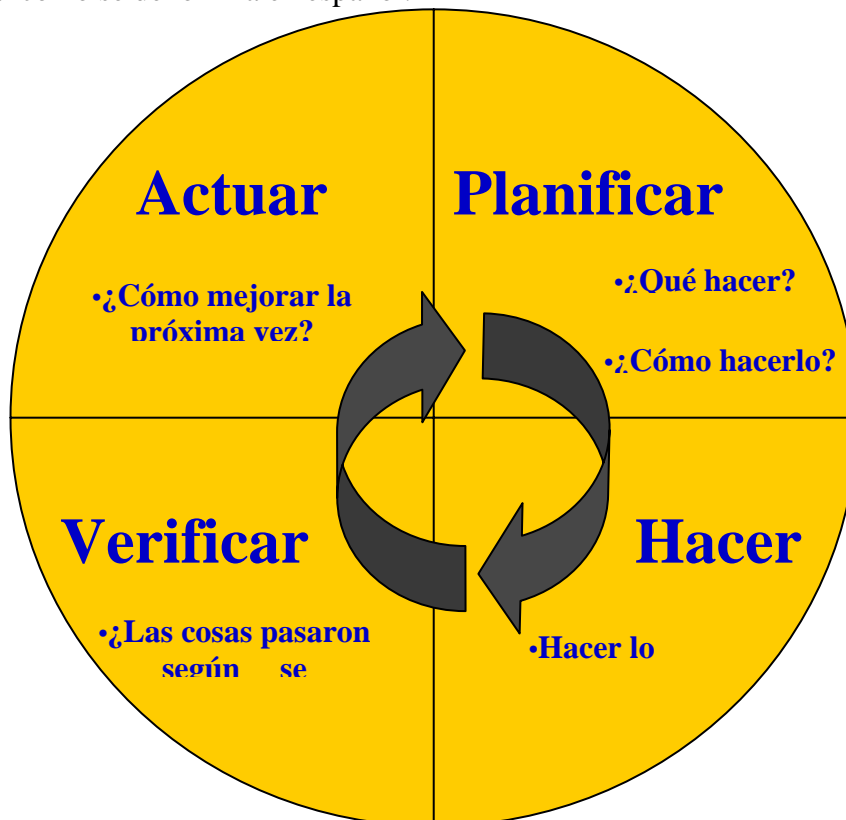 Actuar
Planificar
•¿Cómo mejorar la
próxima vez?
•¿Qué hacer?
•¿Cómo hacerlo?
Verificar
Hacer
•¿Las cosas pasaron
según se
•Hacer lo